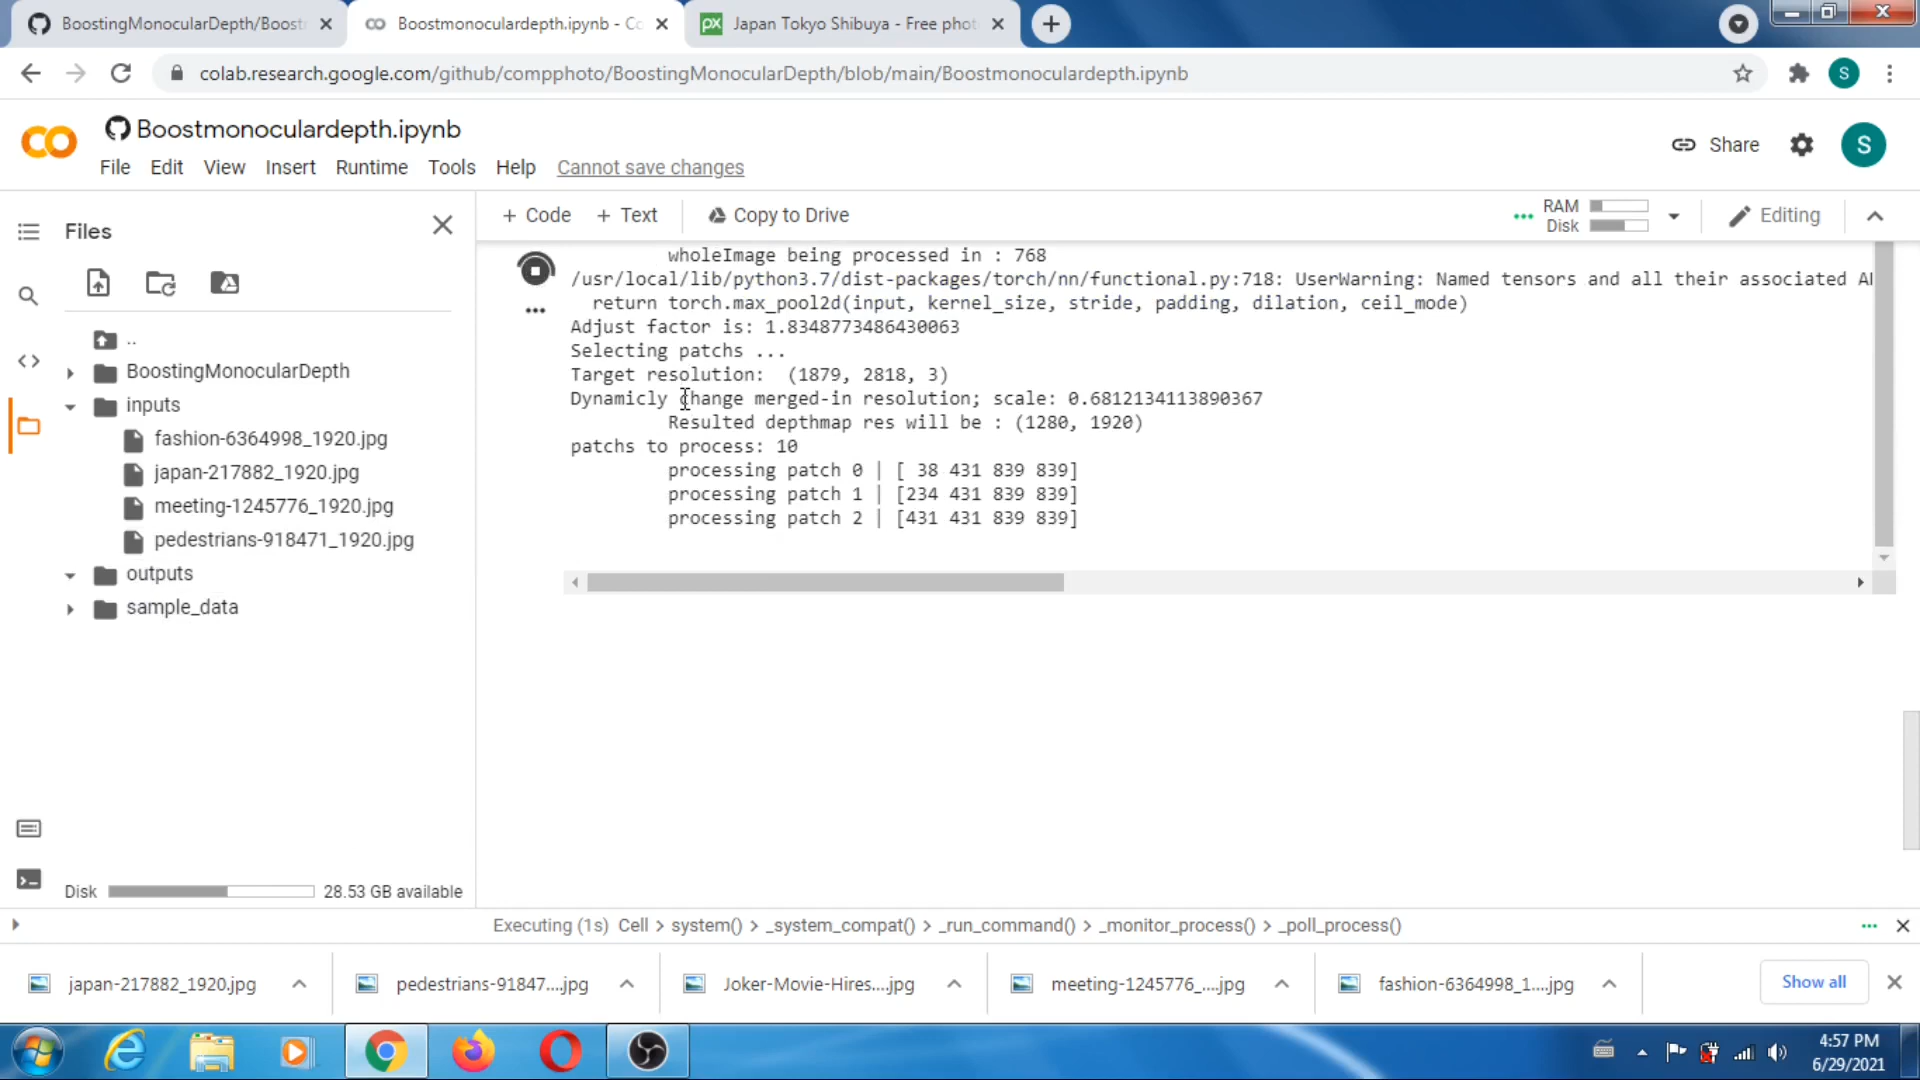 BoostingMonocularDepth/Boost
Boostmonoculardepth.ipynb - Co
px
Japan Tokyo Shibuya - Free phot
colab.research.google.com/github/compphoto/BoostingMonocularDepth/blob/main/Boostmonoculardepth.ipynb
S
CO
Boostmonoculardepth.ipynb
File Edit View Insert Runtime Tools Help Cannot save changes
Share
S
Files
+ Code + Text Copy to Drive
RAM
Disk
Editing
..
BoostingMonocularDepth
inputs
fashion-6364998_1920.jpg
japan-217882_1920.jpg
meeting-1245776_1920.jpg
pedestrians-918471_1920.jpg
outputs
sample_data
Disk 28.53 GB available
wholeImage being processed in : 768
/usr/local/lib/python3.7/dist-packages/torch/nn/functional.py:718: UserWarning: Named tensors and all their associated AI
return torch.max_pool2d(input, kernel_size, stride, padding, dilation, ceil_mode)
Adjust factor is: 1.8348773486430063
Selecting patchs ...
Target resolution: (1879, 2818, 3)
Dynamicly change merged-in resolution; scale: 0.6812134113890367
Resulted depthmap res will be : (1280, 1920)
patchs to process: 10
processing patch 0 | [ 38 431 839 839]
processing patch 1 | [234 431 839 839]
processing patch 2 | [431 431 839 839]
Executing (1s) Cell > system() > _system_compat() > _run_command() > _monitor_process() > _poll_process()
japan-217882_1920.jpg
pedestrians-91847....jpg
Joker-Movie-Hires....jpg
meeting-1245776_....jpg
fashion-6364998_1....jpg
Show all
4:57 PM
6/29/2021